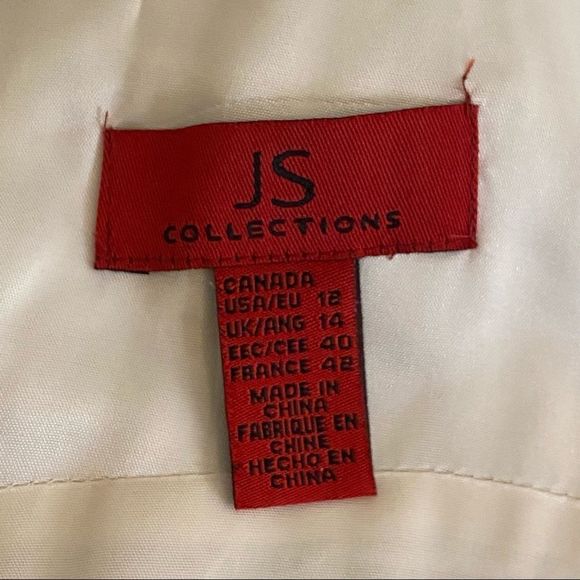 JS
COLLECTIONS
CANADA
USA/EU 12
UK/ANG 14
EEC/CEE 40
FRANCE 42
MADE IN
CHINA
FABRIQUE EN
CHINE
HECHO EN
CHINA